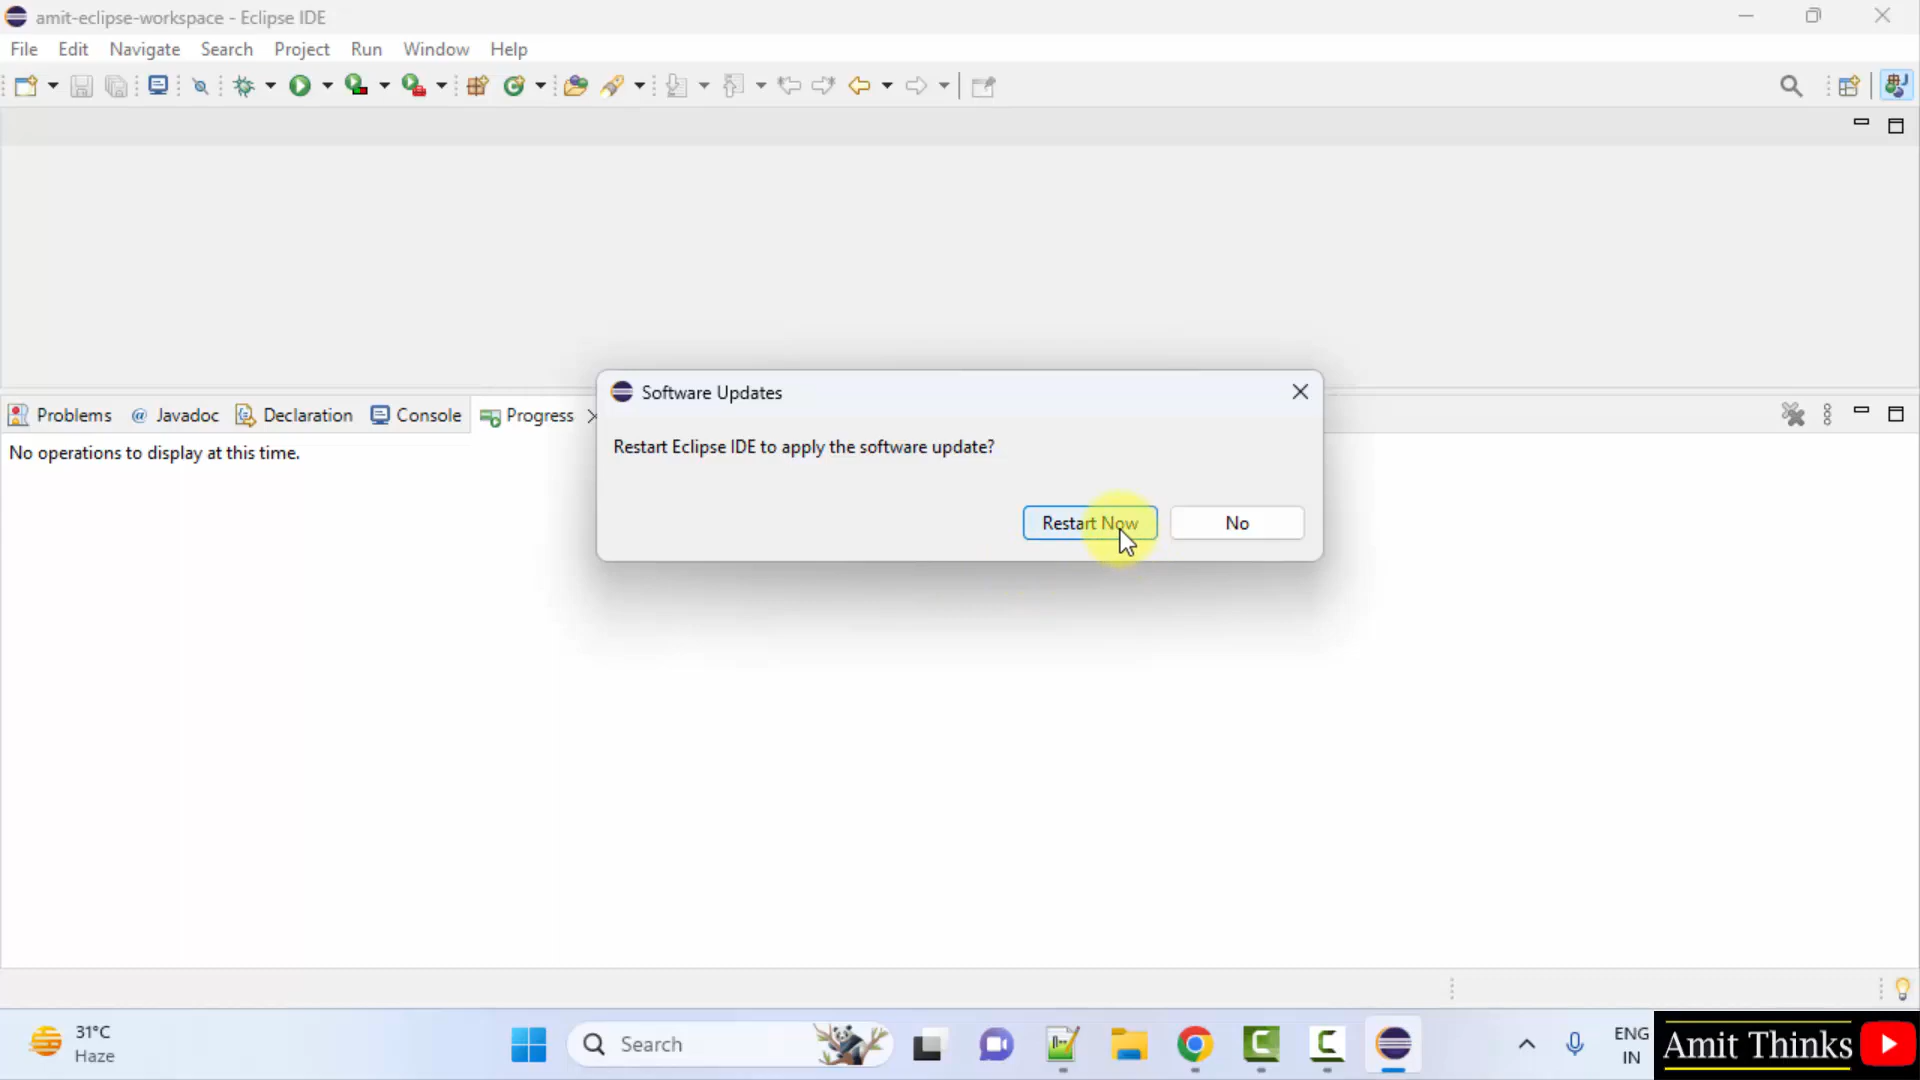 amit-eclipse-workspace - Eclipse IDE
File Edit Navigate Search Project Run Window Help
Software Updates
Problems @ Javadoc Declaration Console Progress
Restart Eclipse IDE to apply the software update?
No operations to display at this time.
Restart Now No
31°C
Haze
Search
ENG
IN
Amit Thinks